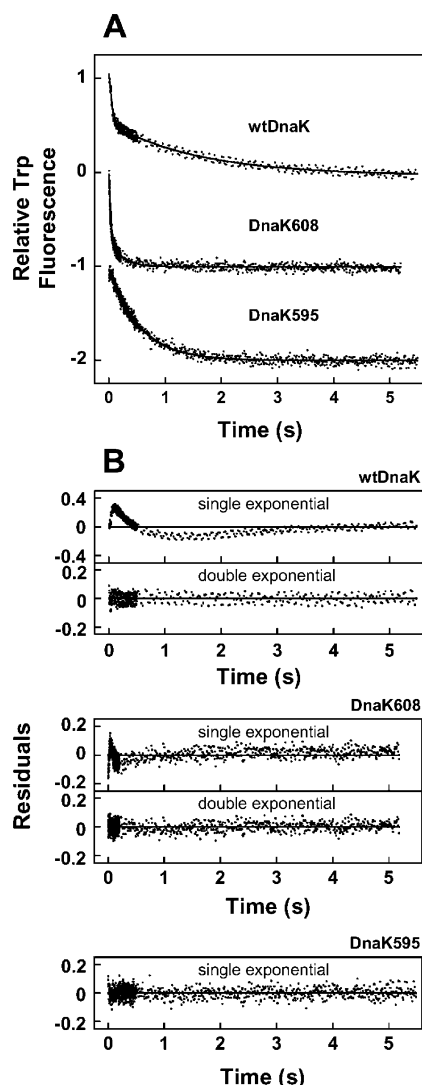 A
1
wtDnaK
0
DnaK608
-1
DnaK595
-2
Relative Trp
Fluorescence
0 1 2 3 4 5
Time (s)
B
wtDnaK
0.4
single exponential
0
-0.4
0.2
double exponential
0
-0.2
0 1 2 3 4 5
Time (s)
Residuals
DnaK608
0.2
single exponential
0
-0.2
0.2
double exponential
0
-0.2
0 1 2 3 4 5
Time (s)
DnaK595
0.2
single exponential
0
-0.2
0 1 2 3 4 5
Time (s)